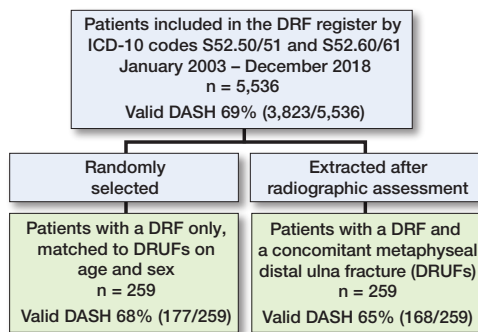 Patients included in the DRF register by
ICD-10 codes S52.50/51 and S52.60/61
January 2003 – December 2018
n = 5,536
Valid DASH 69% (3,823/5,536)
Randomly
selected
Extracted after
radiographic assessment
Patients with a DRF only,
matched to DRUFs on
age and sex
n = 259
Valid DASH 68% (177/259)
Patients with a DRF and
a concomitant metaphyseal
distal ulna fracture (DRUFs)
n = 259
Valid DASH 65% (168/259)